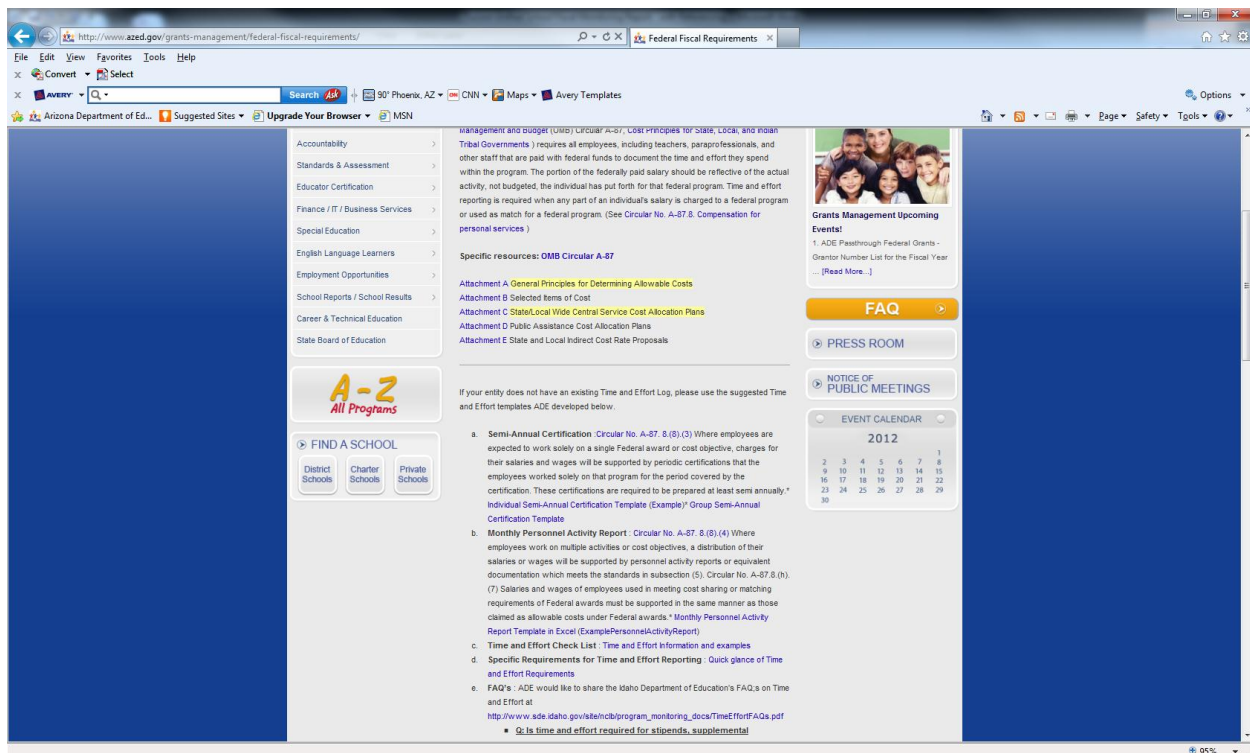 http://www.azed.gov/grants-management/federal-fiscal-requirements/
Federal Fiscal Requirements
File Edit View Favorites Tools Help
x Convert Select
x AVERY Search Ask 90° Phoenix, AZ CNN Maps Avery Templates Options
Arizona Department of Ed... Suggested Sites Upgrade Your Browser MSN Page Safety Tools
Accountability
Standards & Assessment
Educator Certification
Finance / IT / Business Services
Special Education
English Language Learners
Employment Opportunities
School Reports / School Results
Career & Technical Education
State Board of Education
A - Z
All Programs
FIND A SCHOOL
District Schools
Charter Schools
Private Schools
Management and Budget (OMB) Circular A-87, Cost Principles for State, Local, and Indian
Tribal Governments ) requires all employees, including teachers, paraprofessionals, and
other staff that are paid with federal funds to document the time and effort they spend
within the program. The portion of the federally paid salary should be reflective of the actual
activity, not budgeted, the individual has put forth for that federal program. Time and effort
reporting is required when any part of an individual's salary is charged to a federal program
or used as match for a federal program. (See Circular No. A-87.8. Compensation for
personal services )
Specific resources: OMB Circular A-87
Attachment A General Principles for Determining Allowable Costs
Attachment B Selected Items of Cost
Attachment C State/Local Wide Central Service Cost Allocation Plans
Attachment D Public Assistance Cost Allocation Plans
Attachment E State and Local Indirect Cost Rate Proposals
If your entity does not have an existing Time and Effort Log, please use the suggested Time
and Effort templates ADE developed below.
a. Semi-Annual Certification :Circular No. A-87. 8.(8).(3) Where employees are
expected to work solely on a single Federal award or cost objective, charges for
their salaries and wages will be supported by periodic certifications that the
employees worked solely on that program for the period covered by the
certification. These certifications are required to be prepared at least semi annually.*
Individual Semi-Annual Certification Template (Example)* Group Semi-Annual
Certification Template
b. Monthly Personnel Activity Report : Circular No. A-87. 8.(8).(4) Where
employees work on multiple activities or cost objectives, a distribution of their
salaries or wages will be supported by personnel activity reports or equivalent
documentation which meets the standards in subsection (5). Circular No. A-87.8.(h).
(7) Salaries and wages of employees used in meeting cost sharing or matching
requirements of Federal awards must be supported in the same manner as those
claimed as allowable costs under Federal awards.* Monthly Personnel Activity
Report Template in Excel (ExamplePersonnelActivityReport)
c. Time and Effort Check List : Time and Effort Information and examples
d. Specific Requirements for Time and Effort Reporting : Quick glance of Time
and Effort Requirements
e. FAQ's : ADE would like to share the Idaho Department of Education's FAQ;s on Time
and Effort at
http://www.sde.idaho.gov/site/nclb/program_monitoring_docs/TimeEffortFAQs.pdf
Q: Is time and effort required for stipends, supplemental
Grants Management Upcoming
Events!
1. ADE Passthrough Federal Grants -
Grantor Number List for the Fiscal Year
... [Read More...]
FAQ
PRESS ROOM
NOTICE OF
PUBLIC MEETINGS
EVENT CALENDAR
2012
1
2 3 4 5 6 7 8
9 10 11 12 13 14 15
16 17 18 19 20 21 22
23 24 25 26 27 28 29
30
95%